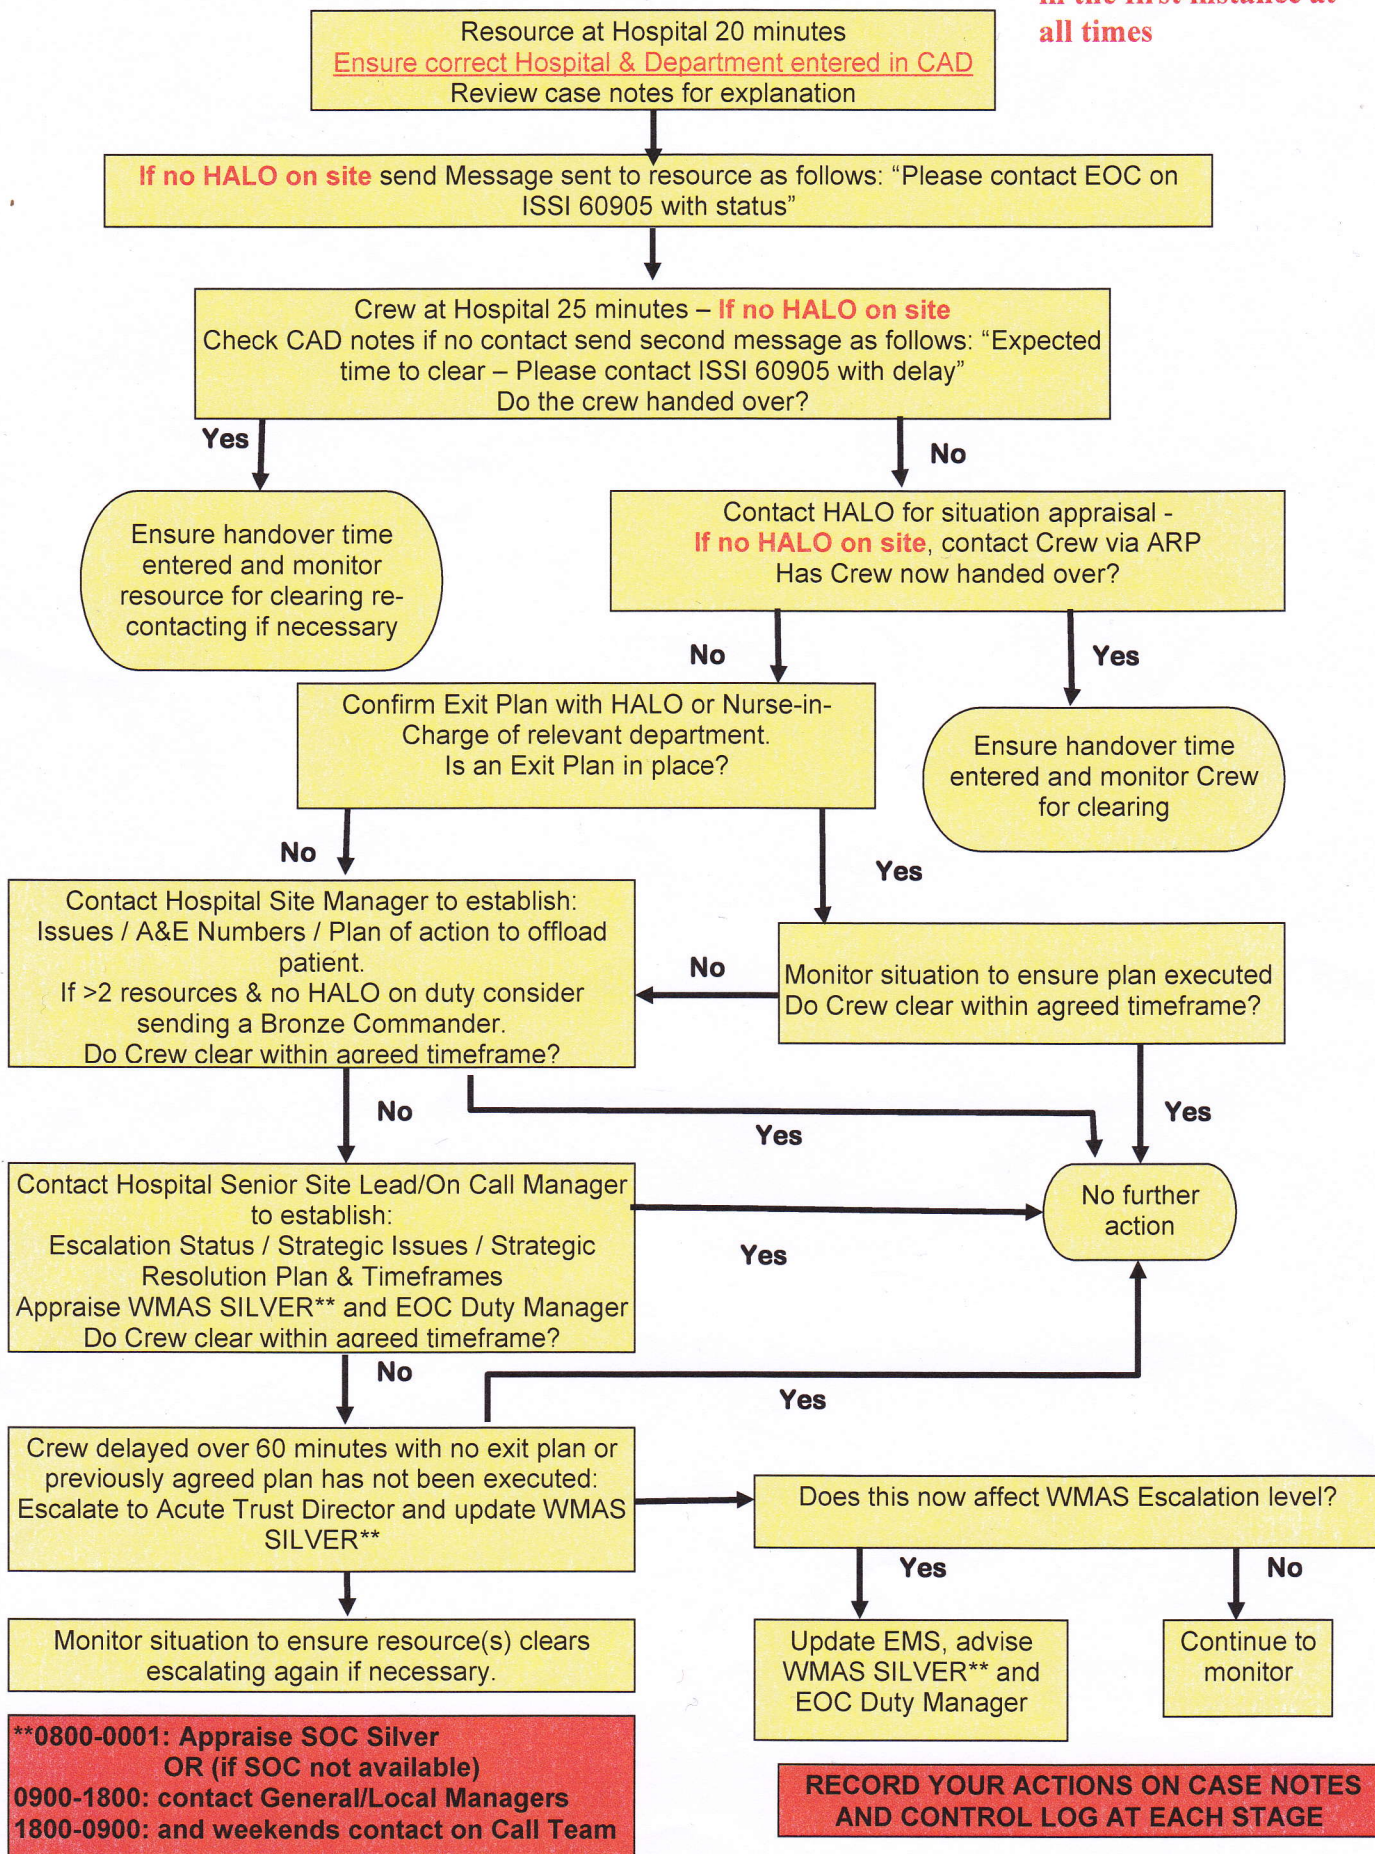 in the first instance at
all times
Resource at Hospital 20 minutes
Ensure correct Hospital & Department entered in CAD
Review case notes for explanation
If no HALO on site send Message sent to resource as follows: “Please contact EOC on
ISSI 60905 with status”
Crew at Hospital 25 minutes – If no HALO on site
Check CAD notes if no contact send second message as follows: “Expected
time to clear – Please contact ISSI 60905 with delay”
Do the crew handed over?
Yes
No
Ensure handover time
entered and monitor
resource for clearing re-
contacting if necessary
Contact HALO for situation appraisal -
If no HALO on site, contact Crew via ARP
Has Crew now handed over?
No
Yes
Confirm Exit Plan with HALO or Nurse-in-
Charge of relevant department.
Is an Exit Plan in place?
Ensure handover time
entered and monitor Crew
for clearing
No
Yes
Contact Hospital Site Manager to establish:
Issues / A&E Numbers / Plan of action to offload
patient.
If >2 resources & no HALO on duty consider
sending a Bronze Commander.
Do Crew clear within agreed timeframe?
No
Monitor situation to ensure plan executed
Do Crew clear within agreed timeframe?
No
Yes
Yes
Contact Hospital Senior Site Lead/On Call Manager
to establish:
Escalation Status / Strategic Issues / Strategic
Resolution Plan & Timeframes
Appraise WMAS SILVER** and EOC Duty Manager
Do Crew clear within agreed timeframe?
Yes
No further
action
No
Yes
Crew delayed over 60 minutes with no exit plan or
previously agreed plan has not been executed:
Escalate to Acute Trust Director and update WMAS
SILVER**
Does this now affect WMAS Escalation level?
Yes
No
Monitor situation to ensure resource(s) clears
escalating again if necessary.
Update EMS, advise
WMAS SILVER** and
EOC Duty Manager
Continue to
monitor
**0800-0001: Appraise SOC Silver
OR (if SOC not available)
0900-1800: contact General/Local Managers
1800-0900: and weekends contact on Call Team
RECORD YOUR ACTIONS ON CASE NOTES
AND CONTROL LOG AT EACH STAGE